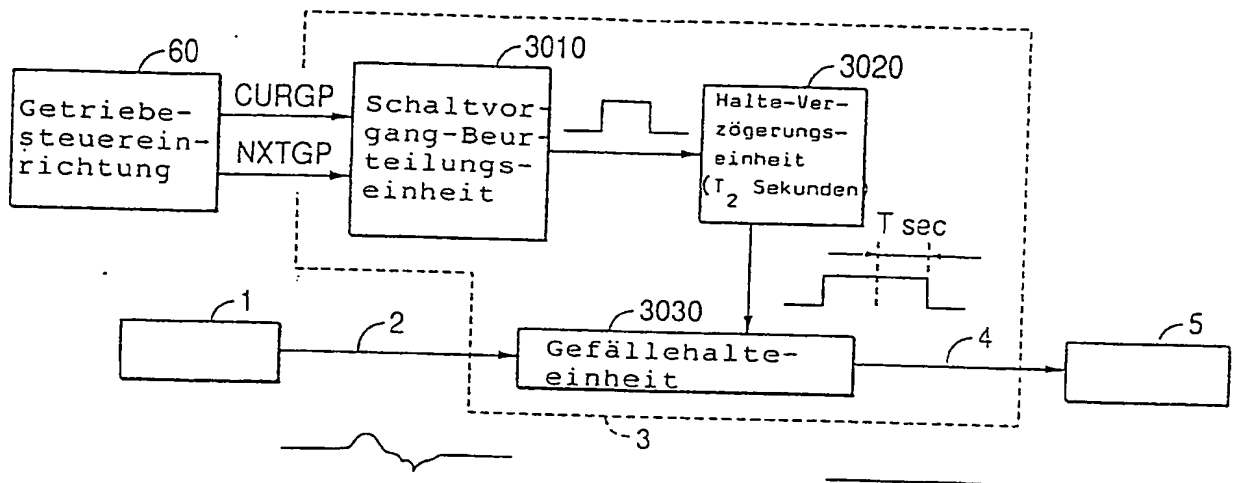 60
Getriebe-
steuerein-
richtung
CURGP
NXTGP
3010
Schaltvor-
gang-Beur-
teilungs-
einheit
3020
Halte-Ver-
zögerungs-
einheit
(T2 Sekunden)
T sec
1
2
3030
Gefällehalte-
einheit
4
5
3